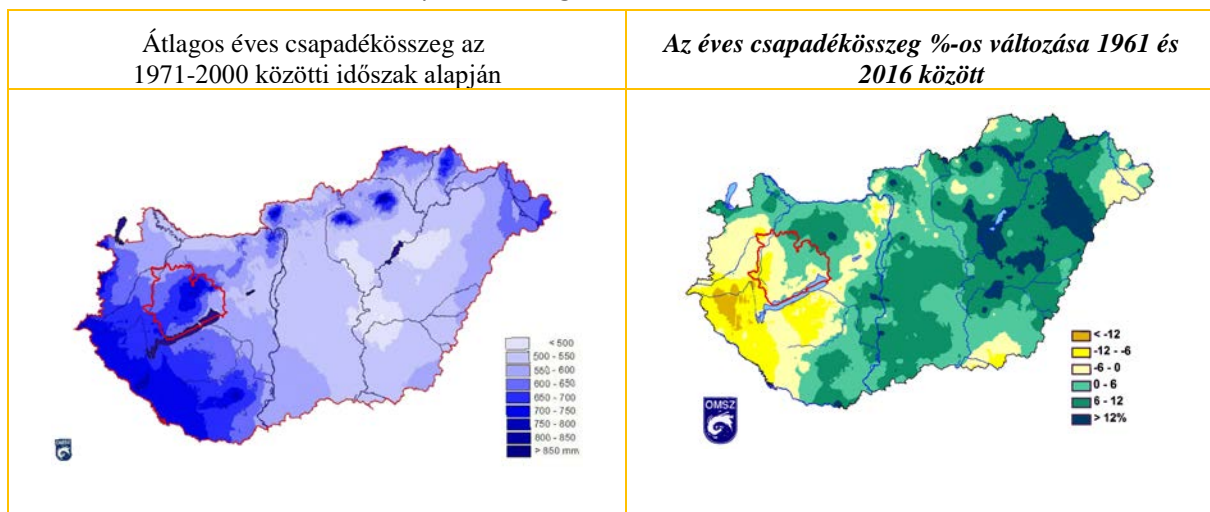 Átlagos éves csapadékösszeg az
1971-2000 közötti időszak alapján
Az éves csapadékösszeg %-os változása 1961 és
2016 között
< 500
500 - 550
550 - 600
600 - 650
650 - 700
700 - 750
750 - 800
800 - 850
> 850 mm
< -12
-12 - -6
-6 - 0
0 - 6
6 - 12
> 12%
OMSZ